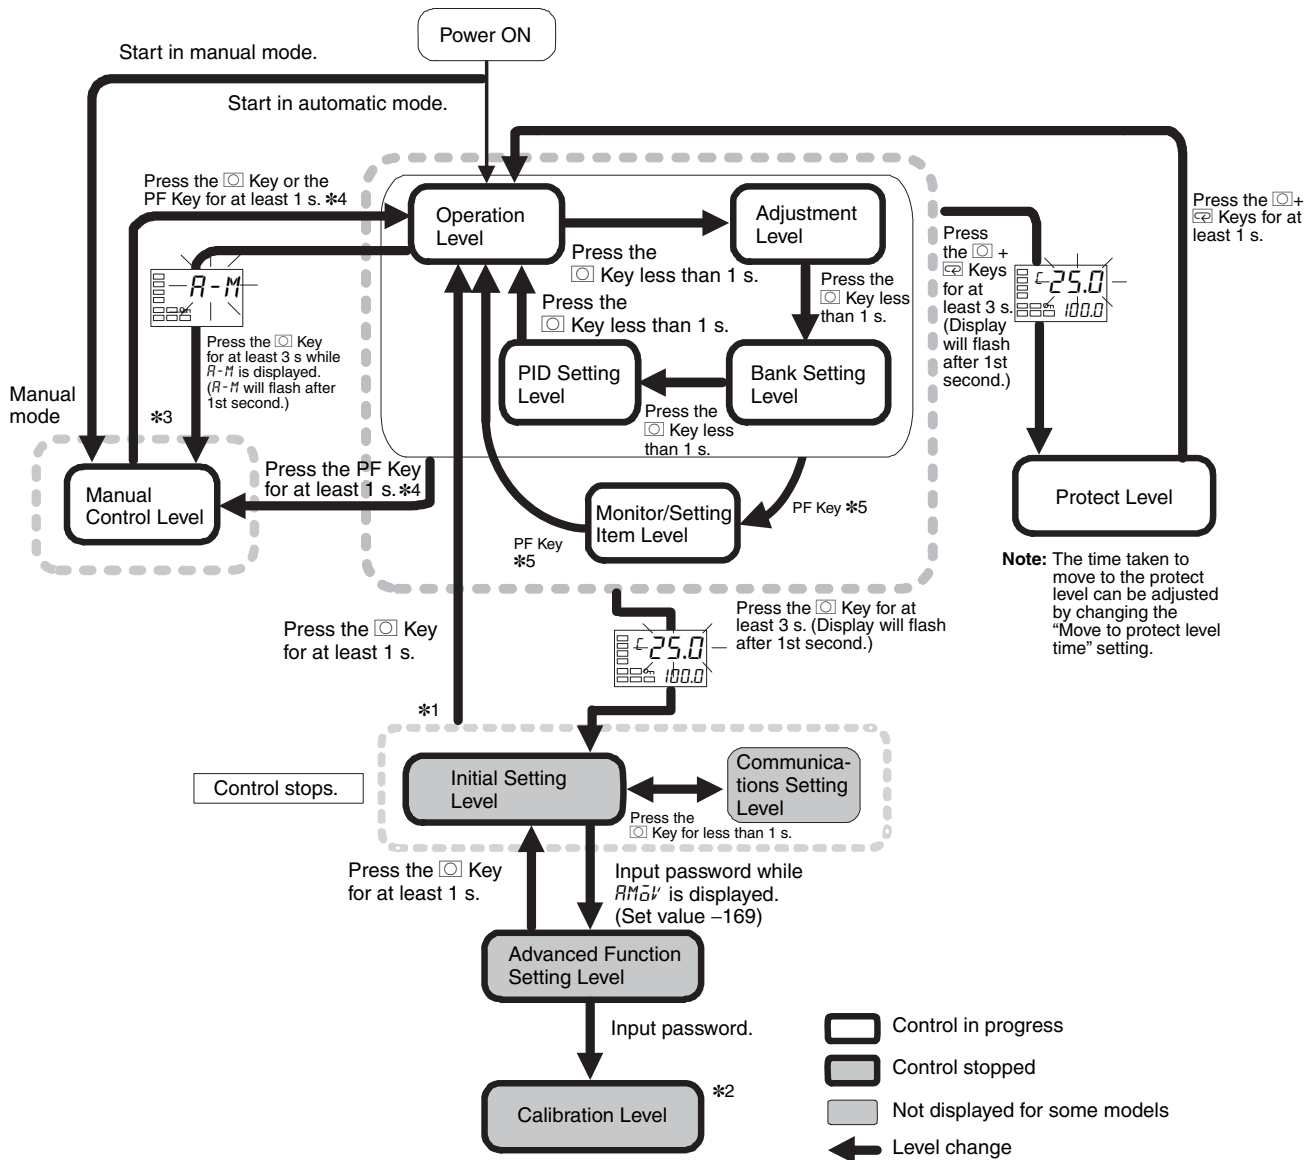 Power ON
Start in manual mode.
Start in automatic mode.
Press the Key or the
PF Key for at least 1 s. *4
Operation
Level
Adjustment
Level
Press the
Key less than 1 s.
Press the
Key less
than 1 s.
Press the
Key less than 1 s.
PID Setting
Level
Bank Setting
Level
Press the
Key less
than 1 s.
A-M
Press the Key
for at least 3 s while
A-M is displayed.
(A-M will flash after
1st second.)
Manual
mode
*3
Manual
Control Level
Press the PF Key
for at least 1 s. *4
Monitor/Setting
Item Level
PF Key *5
PF Key
*5
Press
the +
Keys
for at
least 3 s.
(Display
will flash
after 1st
second.)
C 25.0
100.0
Press the +
Keys for at
least 1 s.
Protect Level
Note: The time taken to
move to the protect
level can be adjusted
by changing the
“Move to protect level
time” setting.
Press the Key
for at least 1 s.
*1
Press the Key for at
least 3 s. (Display will flash
after 1st second.)
C 25.0
100.0
Control stops.
Initial Setting
Level
Communica-
tions Setting
Level
Press the
Key for less than 1 s.
Press the Key
for at least 1 s.
Input password while
AMoV is displayed.
(Set value –169)
Advanced Function
Setting Level
Input password.
Calibration Level
*2
Control in progress
Control stopped
Not displayed for some models
Level change